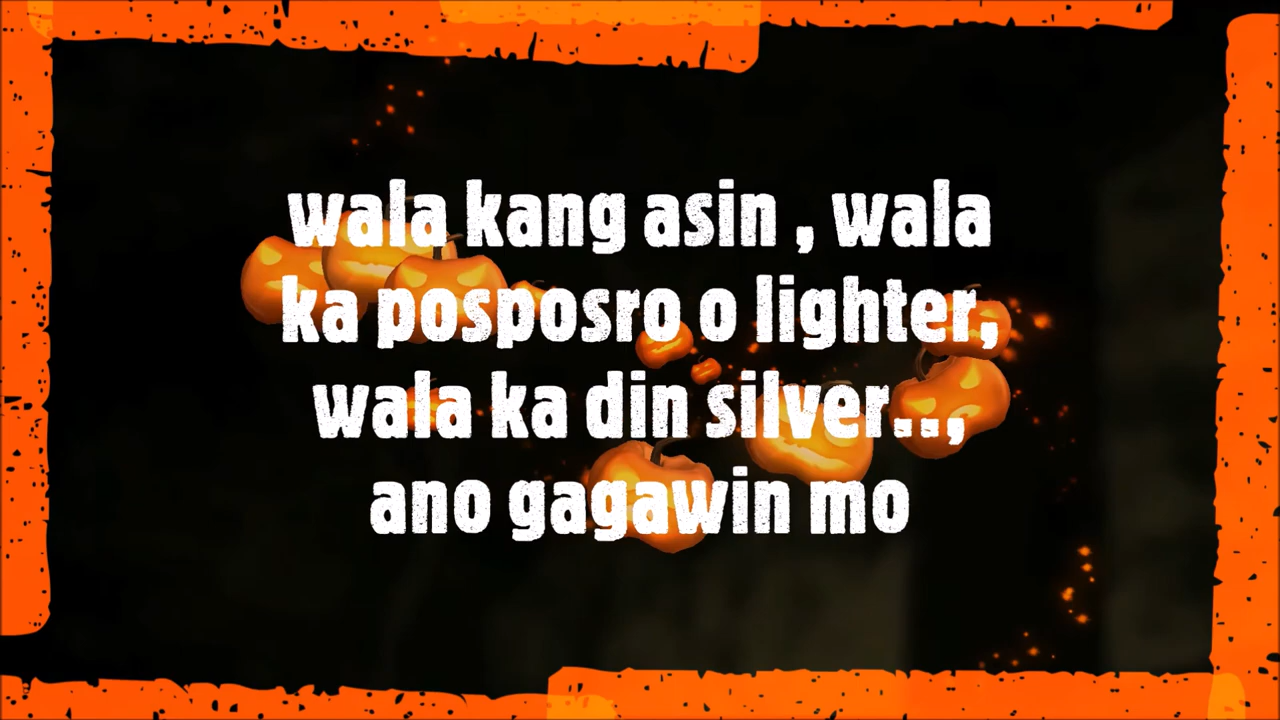 wala kang asin , wala
ka posposro o lighter,
wala ka din silver..,
ano gagawin mo